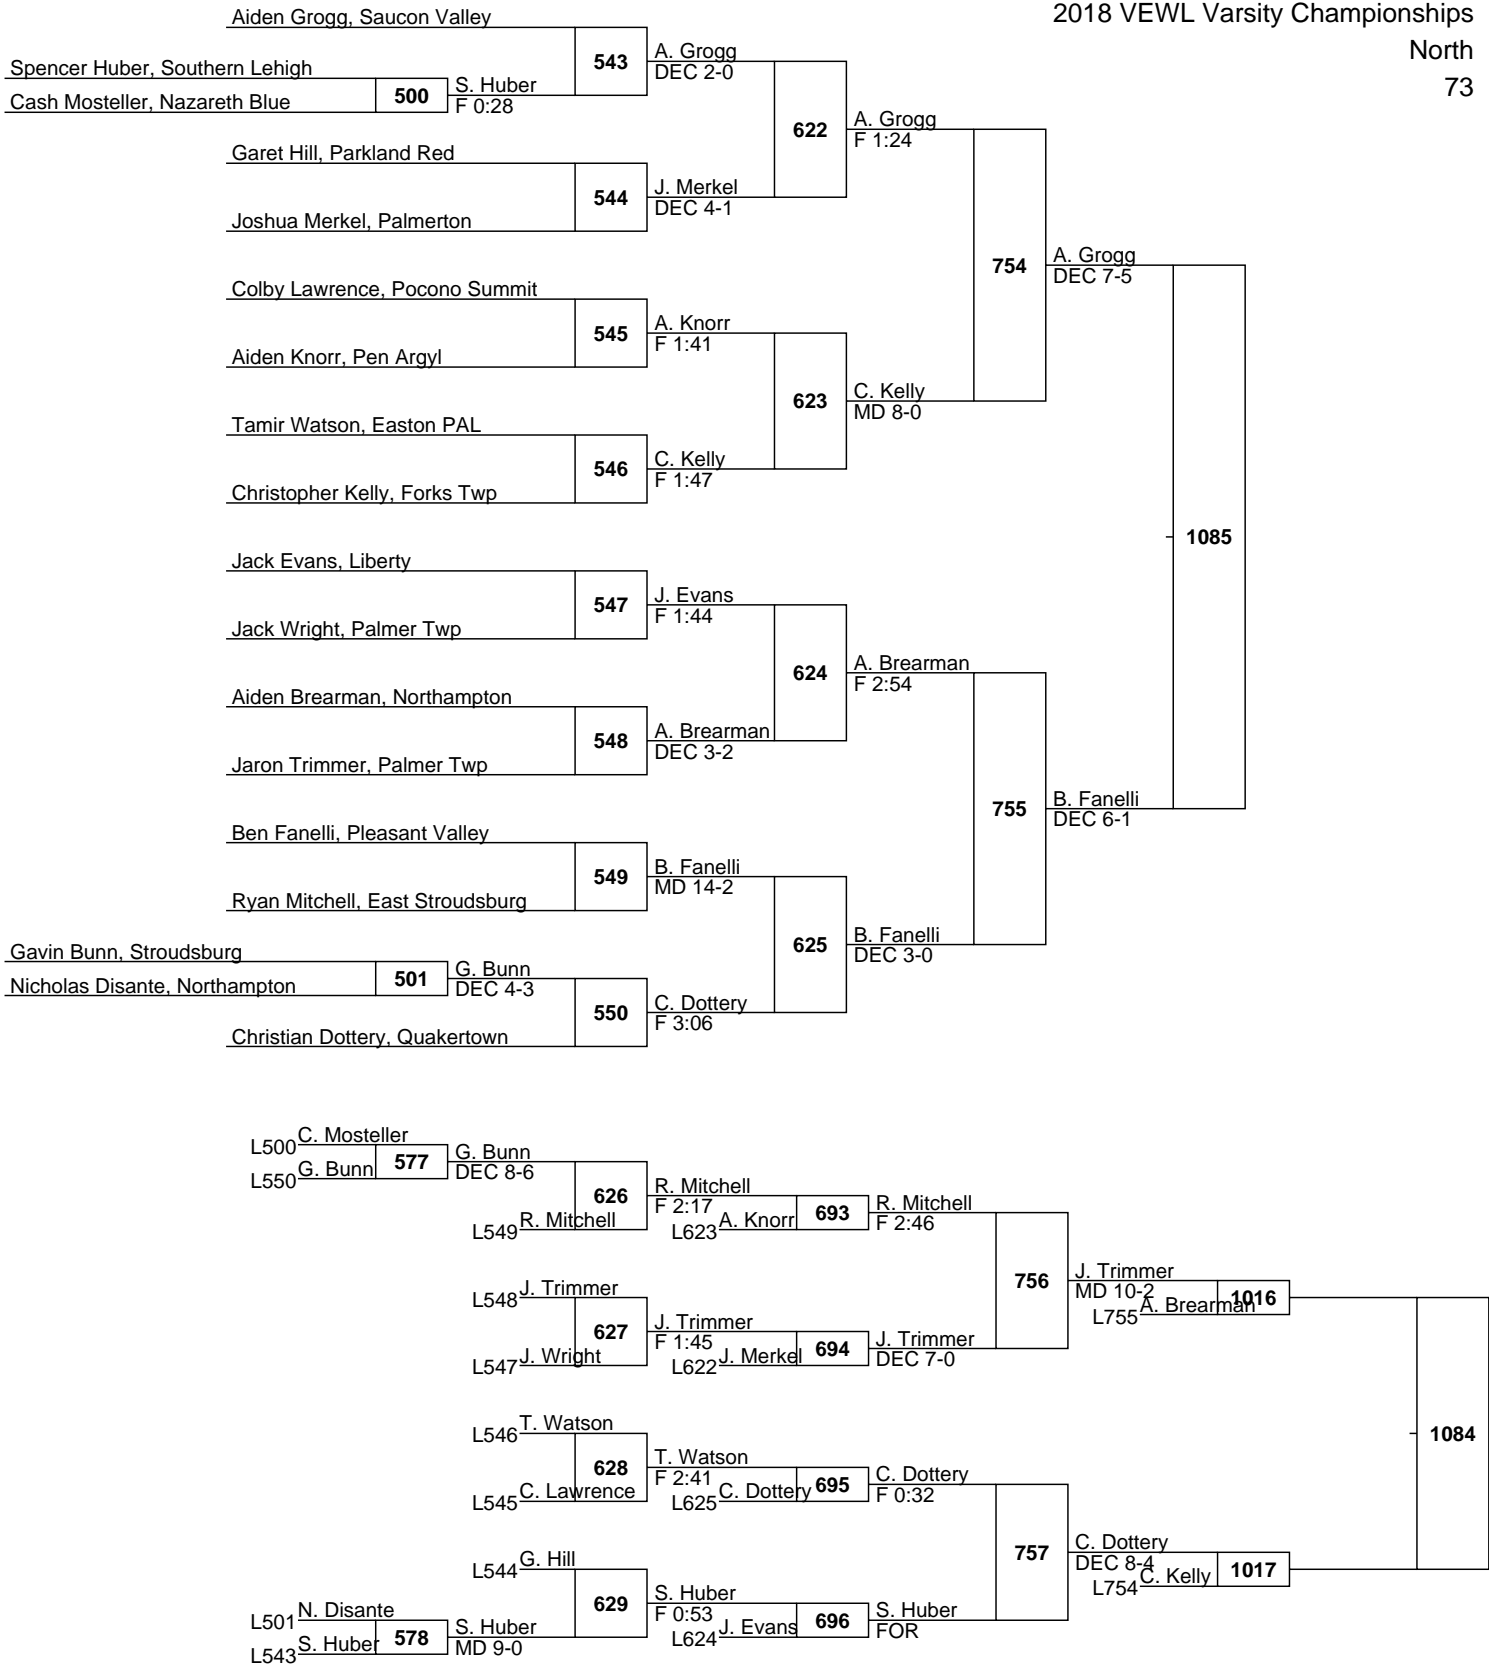 2018 VEWL Varsity Championships
North
73
Aiden Grogg, Saucon Valley
543
A. Grogg
DEC 2-0
Spencer Huber, Southern Lehigh
500
S. Huber
F 0:28
Cash Mosteller, Nazareth Blue
622
A. Grogg
F 1:24
Garet Hill, Parkland Red
544
J. Merkel
DEC 4-1
Joshua Merkel, Palmerton
754
A. Grogg
DEC 7-5
Colby Lawrence, Pocono Summit
545
A. Knorr
F 1:41
Aiden Knorr, Pen Argyl
623
C. Kelly
MD 8-0
Tamir Watson, Easton PAL
546
C. Kelly
F 1:47
Christopher Kelly, Forks Twp
1085
Jack Evans, Liberty
547
J. Evans
F 1:44
Jack Wright, Palmer Twp
624
A. Brearman
F 2:54
Aiden Brearman, Northampton
548
A. Brearman
DEC 3-2
Jaron Trimmer, Palmer Twp
755
B. Fanelli
DEC 6-1
Ben Fanelli, Pleasant Valley
549
B. Fanelli
MD 14-2
Ryan Mitchell, East Stroudsburg
625
B. Fanelli
DEC 3-0
Gavin Bunn, Stroudsburg
501
G. Bunn
DEC 4-3
Nicholas Disante, Northampton
550
C. Dottery
F 3:06
Christian Dottery, Quakertown
L500 C. Mosteller
577
G. Bunn
DEC 8-6
L550 G. Bunn
626
R. Mitchell
F 2:17
L549 R. Mitchell
L623 A. Knorr
693
R. Mitchell
F 2:46
756
J. Trimmer
MD 10-2
L755 A. Brearman
1016
L548 J. Trimmer
627
J. Trimmer
F 1:45
L547 J. Wright
L622 J. Merkel
694
J. Trimmer
DEC 7-0
1084
L546 T. Watson
628
T. Watson
F 2:41
L545 C. Lawrence
L625 C. Dottery
695
C. Dottery
F 0:32
757
C. Dottery
DEC 8-4
L754 C. Kelly
1017
L544 G. Hill
629
S. Huber
F 0:53
L624 J. Evans
696
S. Huber
FOR
L501 N. Disante
578
S. Huber
MD 9-0
L543 S. Huber